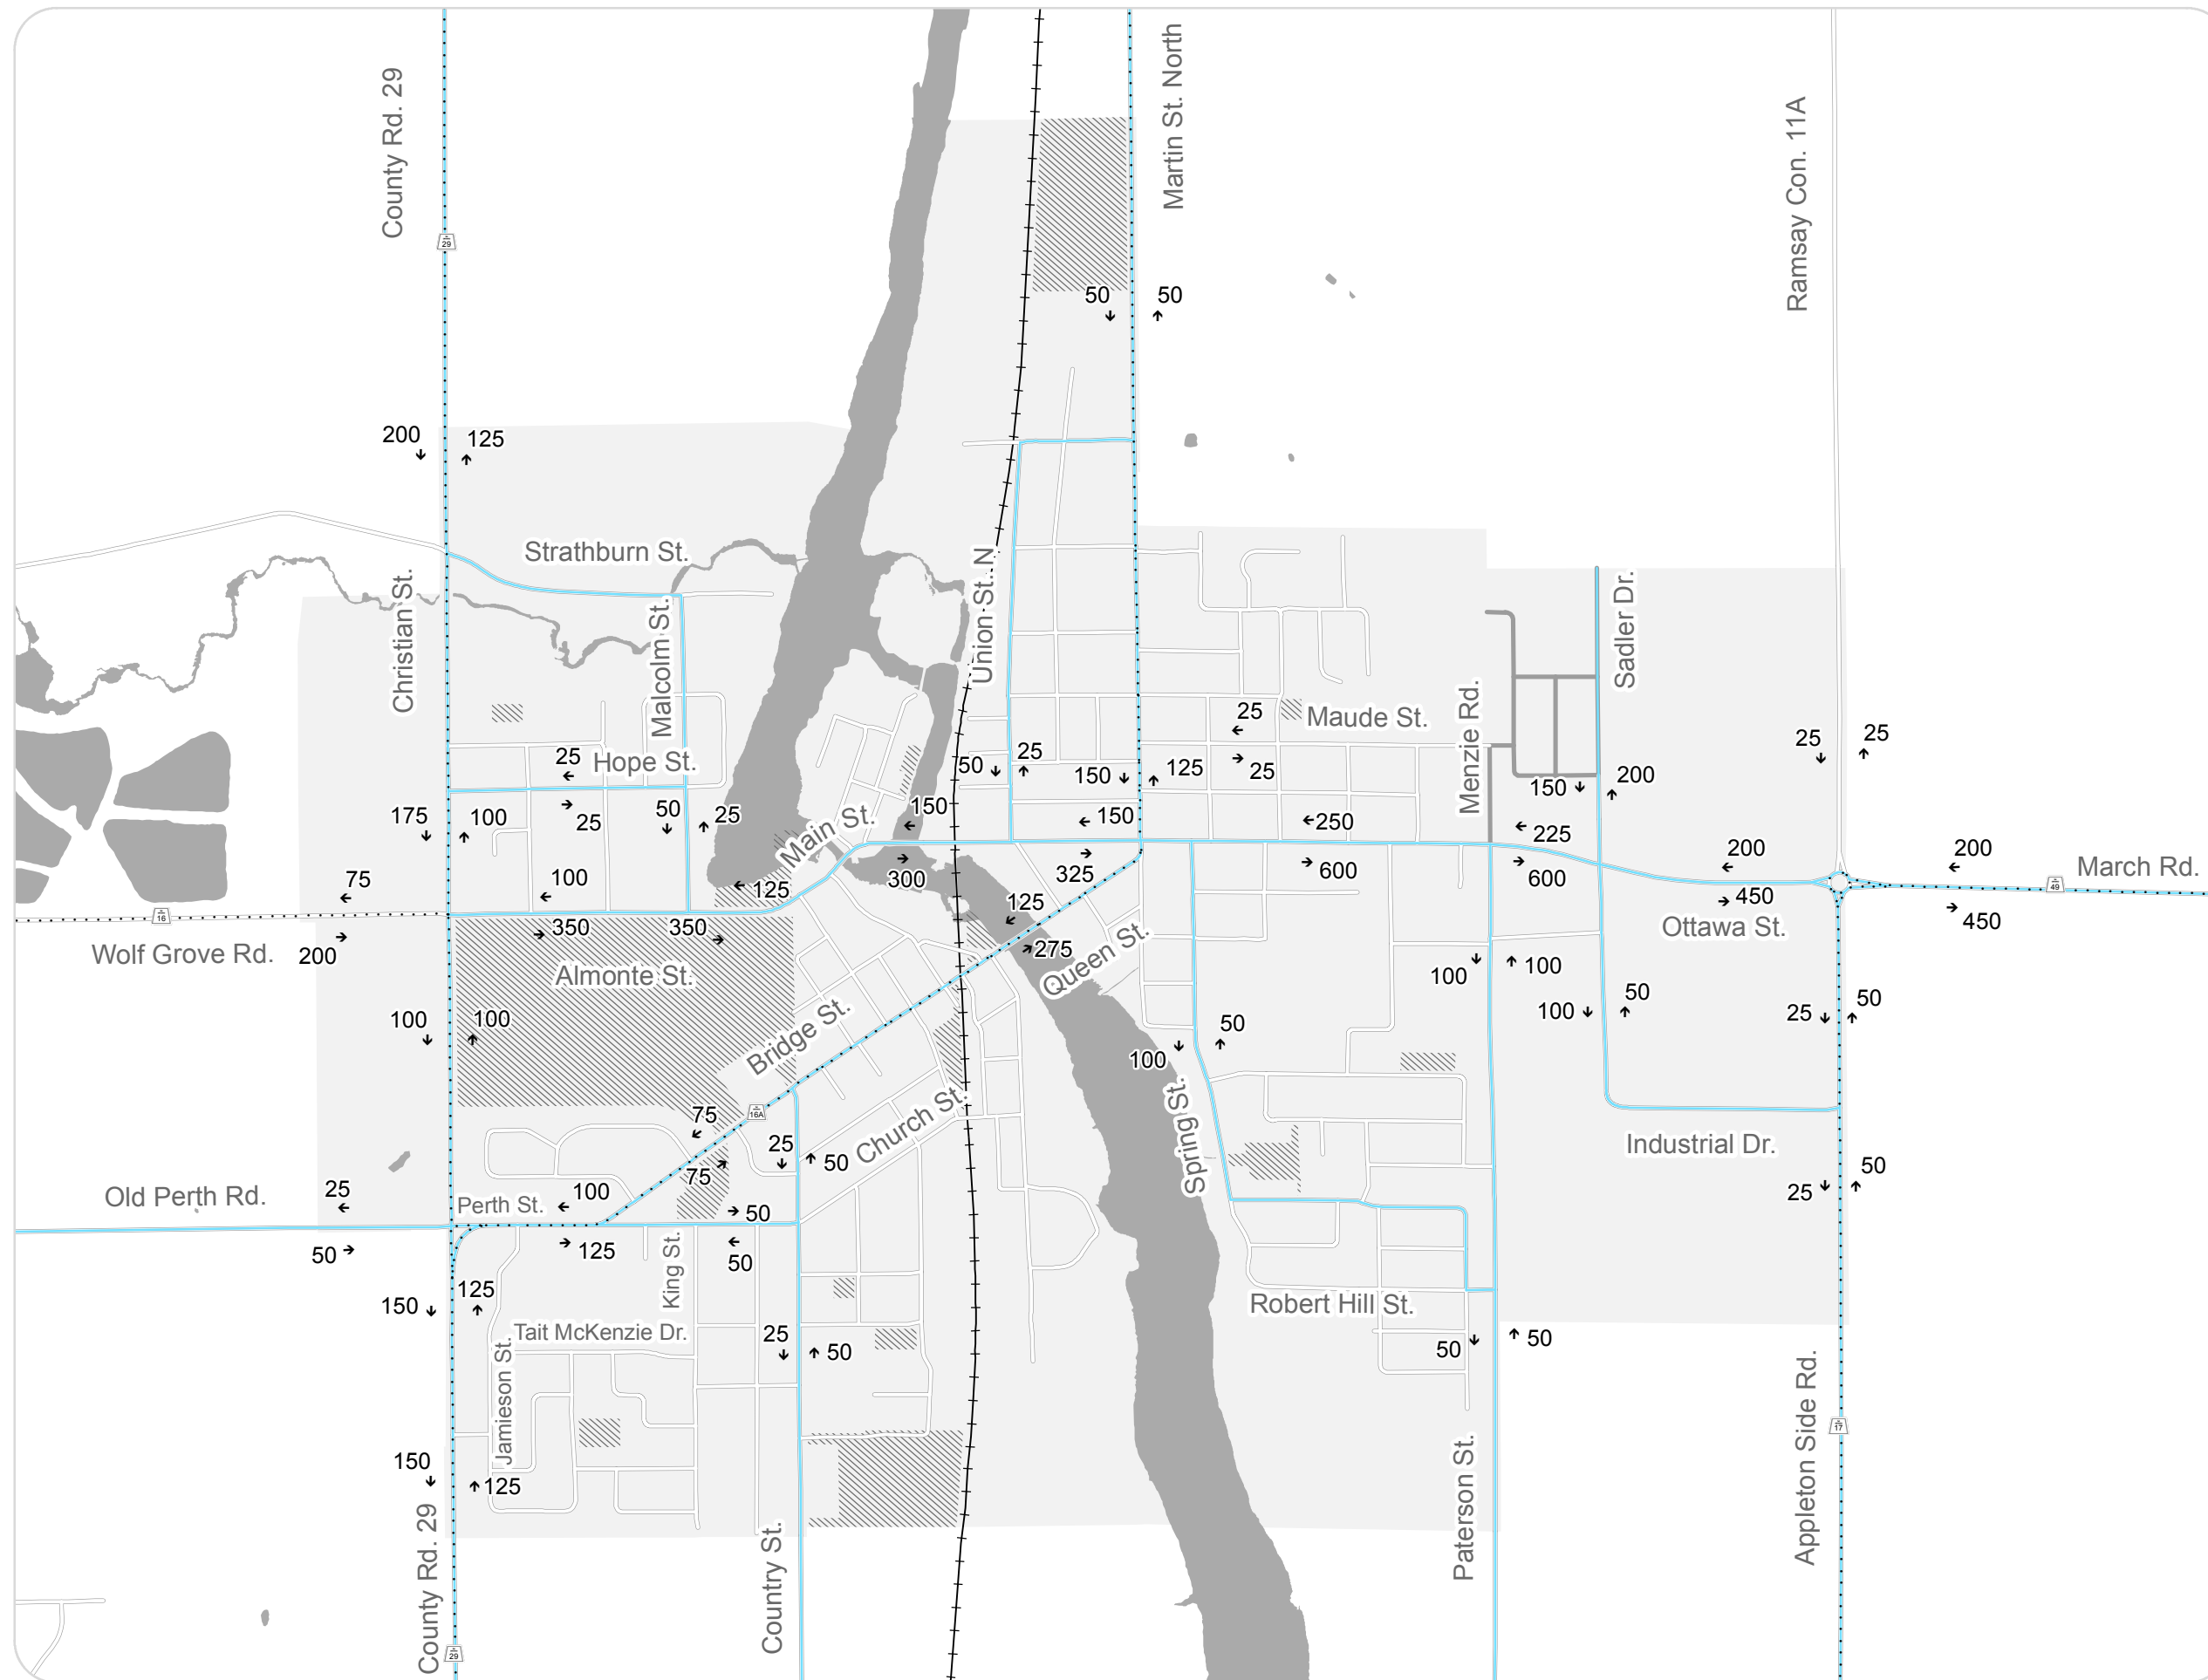 County Rd. 29
Martin St. North
Ramsay Con. 11A
29
50
50
200
125
Strathburn St.
Christian St.
Malcolm St.
Union St. N
Sadler Dr.
Menzie Rd.
25
Maude St.
25
25
25
Hope St.
50
25
150
125
25
150
200
175
100
25
50
25
150
150
250
225
Main St.
200
200
March Rd.
49
75
100
125
300
325
600
600
450
Ottawa St.
450
16
Wolf Grove Rd.
200
350
350
125
275
Queen St.
Almonte St.
100
100
100
50
100
100
25
50
Bridge St.
50
100
Spring St.
75
16A
Church St.
25
50
75
Industrial Dr.
50
25
Old Perth Rd.
25
Perth St.
100
50
50
125
50
King St.
125
150
Robert Hill St.
Tait McKenzie Dr.
25
50
50
50
Jamieson St.
Appleton Side Rd.
17
Paterson St.
150
125
County Rd. 29
Country St.
29